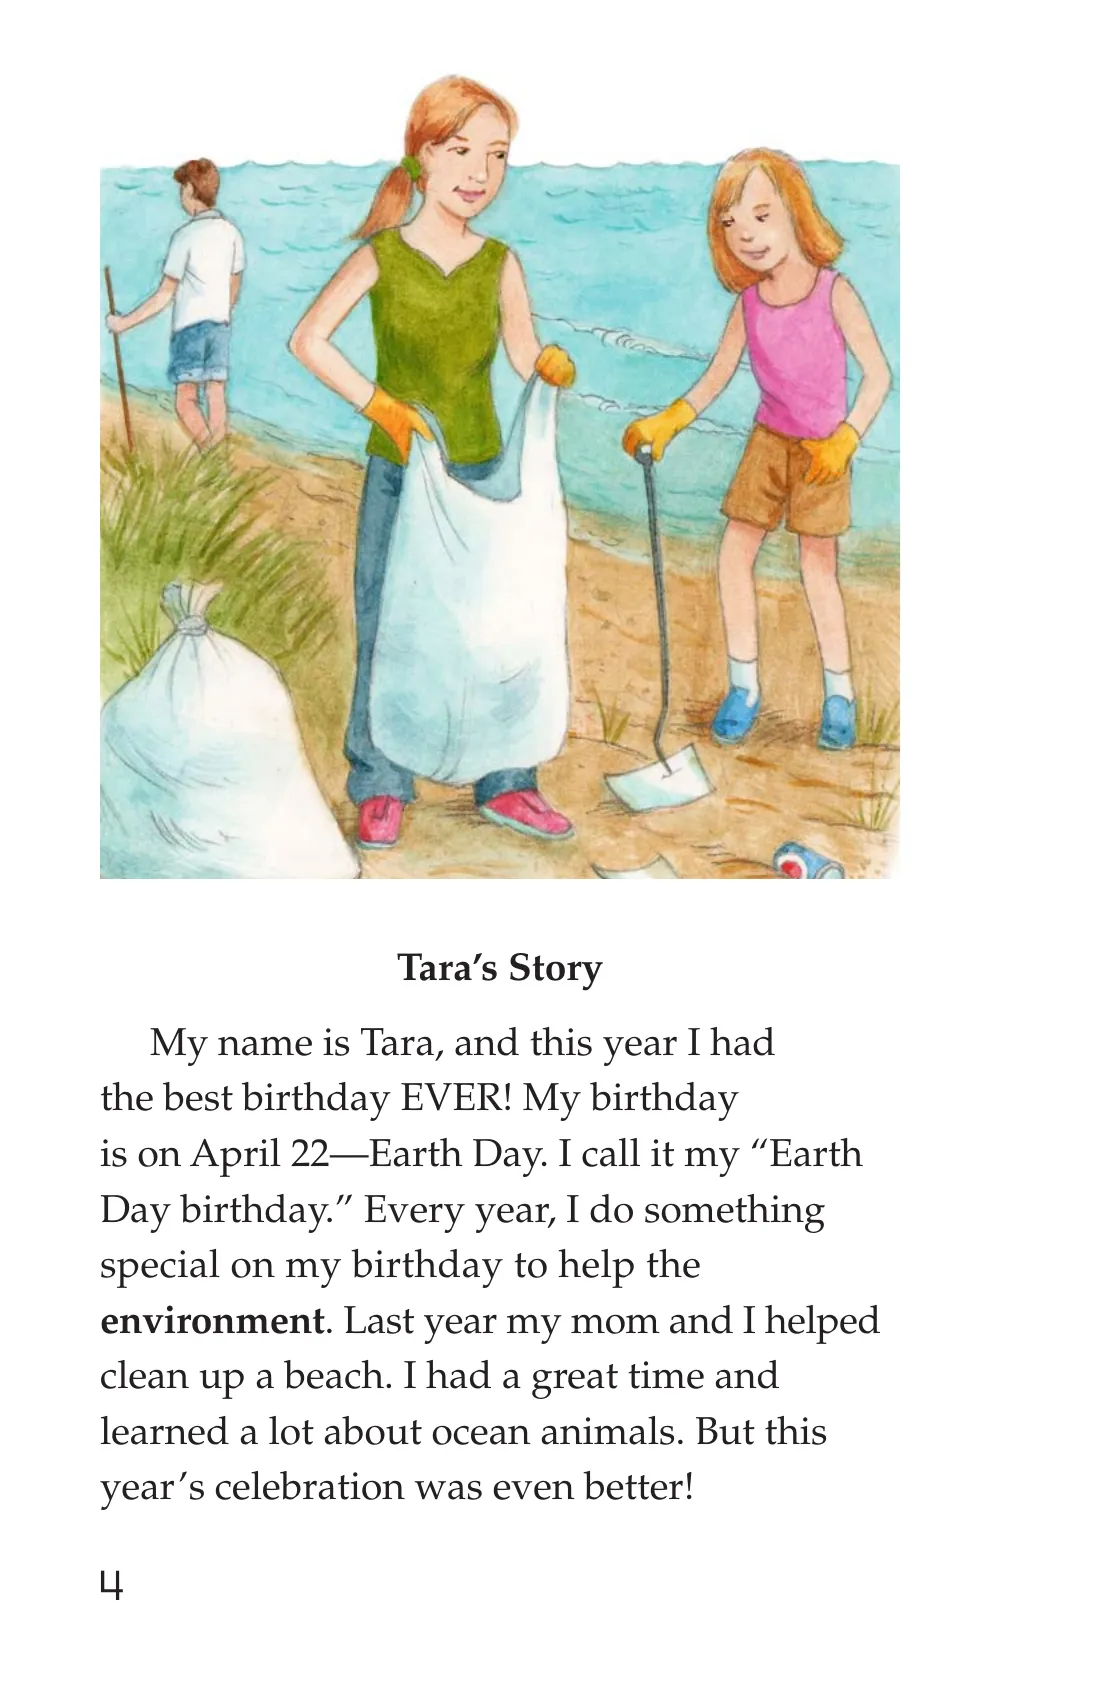 Tara’s Story
My name is Tara, and this year I had
the best birthday EVER! My birthday
is on April 22—Earth Day. I call it my “Earth
Day birthday.” Every year, I do something
special on my birthday to help the
environment. Last year my mom and I helped
clean up a beach. I had a great time and
learned a lot about ocean animals. But this
year’s celebration was even better!
4